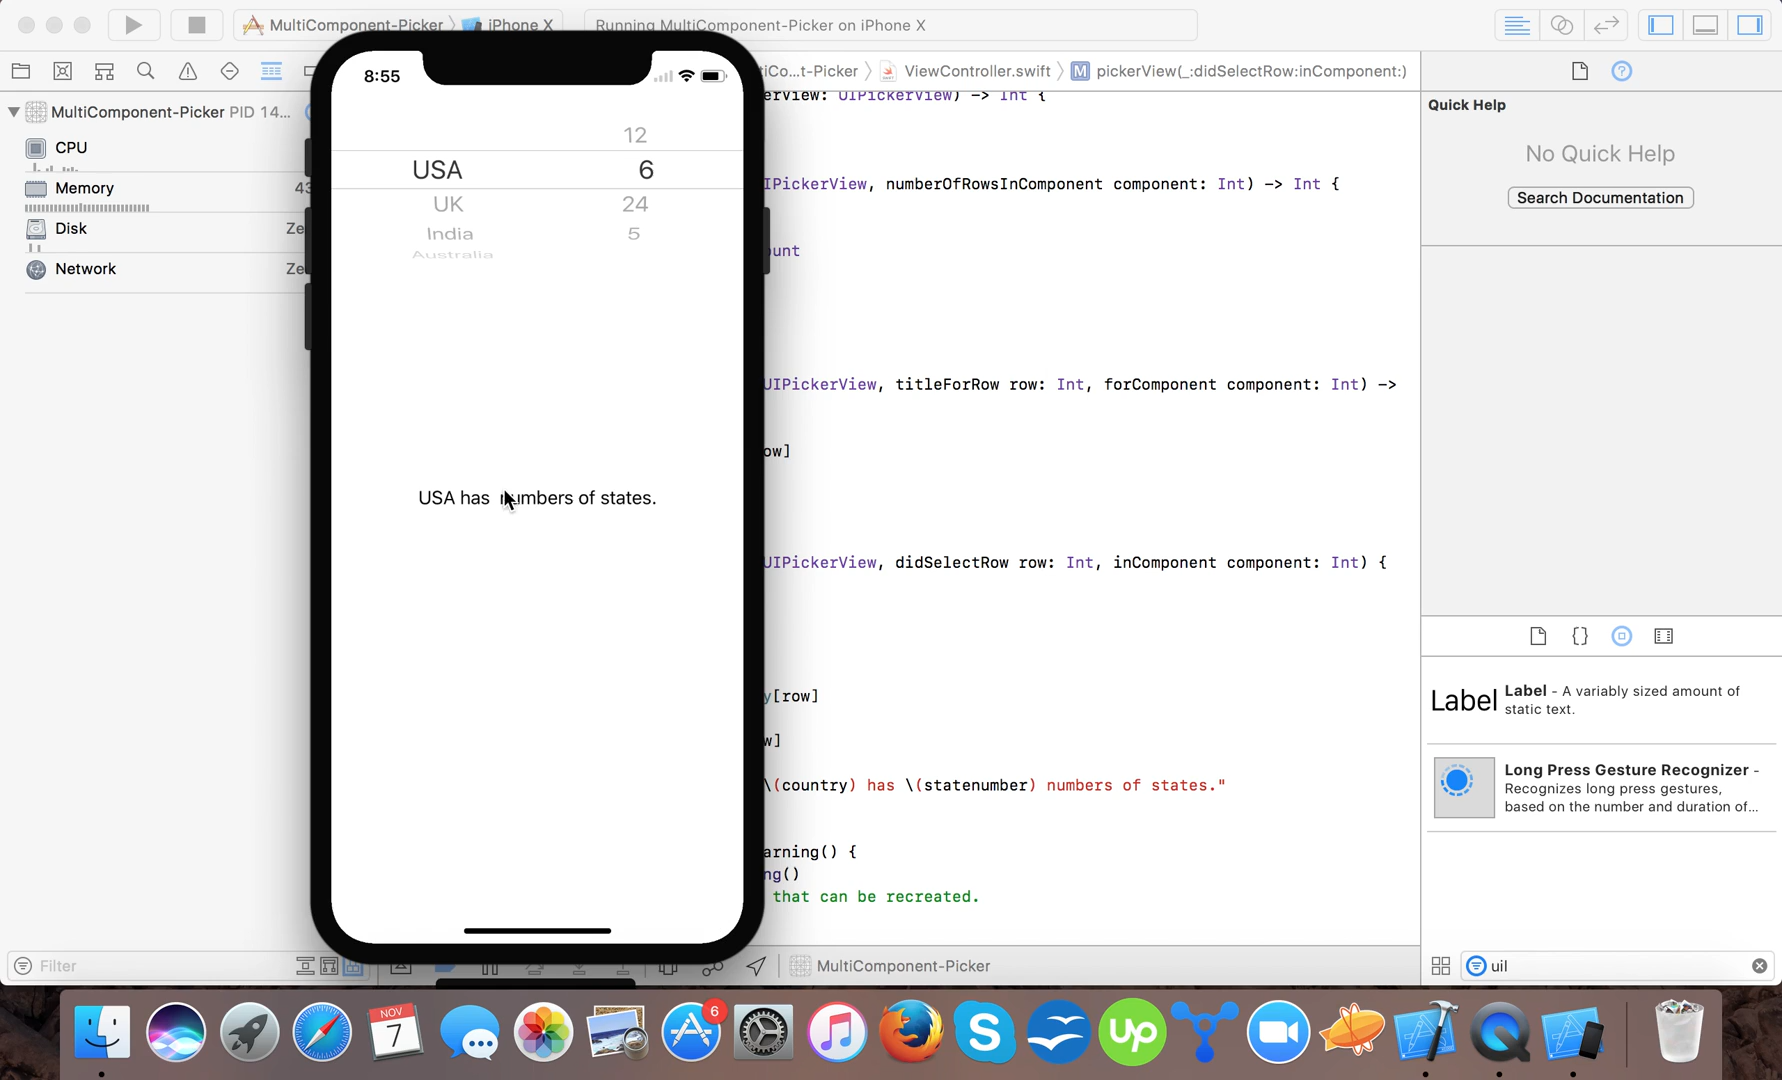 MultiComponent-Picker
iPhone X
Running MultiComponent-Picker on iPhone X
iCo...t-Picker
ViewController.swift
M
pickerView(_:didSelectRow:inComponent:)
MultiComponent-Picker PID 14...
CPU
Memory
43
Disk
Ze
Network
Ze
8:55
12
USA
6
UK
24
India
5
Australia
USA has numbers of states.
erView: UIPickerView) -> Int {
UIPickerView, numberOfRowsInComponent component: Int) -> Int {
unt
UIPickerView, titleForRow row: Int, forComponent component: Int) ->
ow]
UIPickerView, didSelectRow row: Int, inComponent component: Int) {
y[row]
w]
\(country) has \(statenumber) numbers of states."
arning() {
ng()
that can be recreated.
Quick Help
No Quick Help
Search Documentation
{}
Label
Label - A variably sized amount of
static text.
Long Press Gesture Recognizer -
Recognizes long press gestures,
based on the number and duration of...
Filter
MultiComponent-Picker
uil
NOV
7
6
S
Up